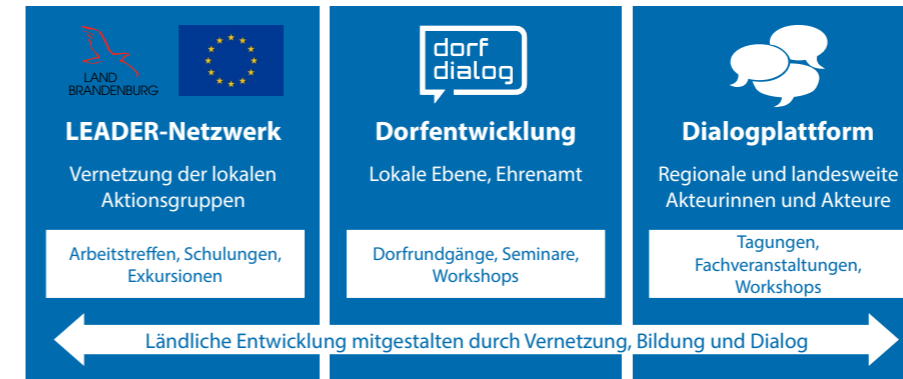 LAND
BRANDENBURG
LEADER-Netzwerk
Vernetzung der lokalen
Aktionsgruppen
Arbeitstreffen, Schulungen,
Exkursionen
dorf
dialog
Dorfentwicklung
Lokale Ebene, Ehrenamt
Dorfrundgänge, Seminare,
Workshops
Dialogplattform
Regionale und landesweite
Akteurinnen und Akteure
Tagungen,
Fachveranstaltungen,
Workshops
Ländliche Entwicklung mitgestalten durch Vernetzung, Bildung und Dialog